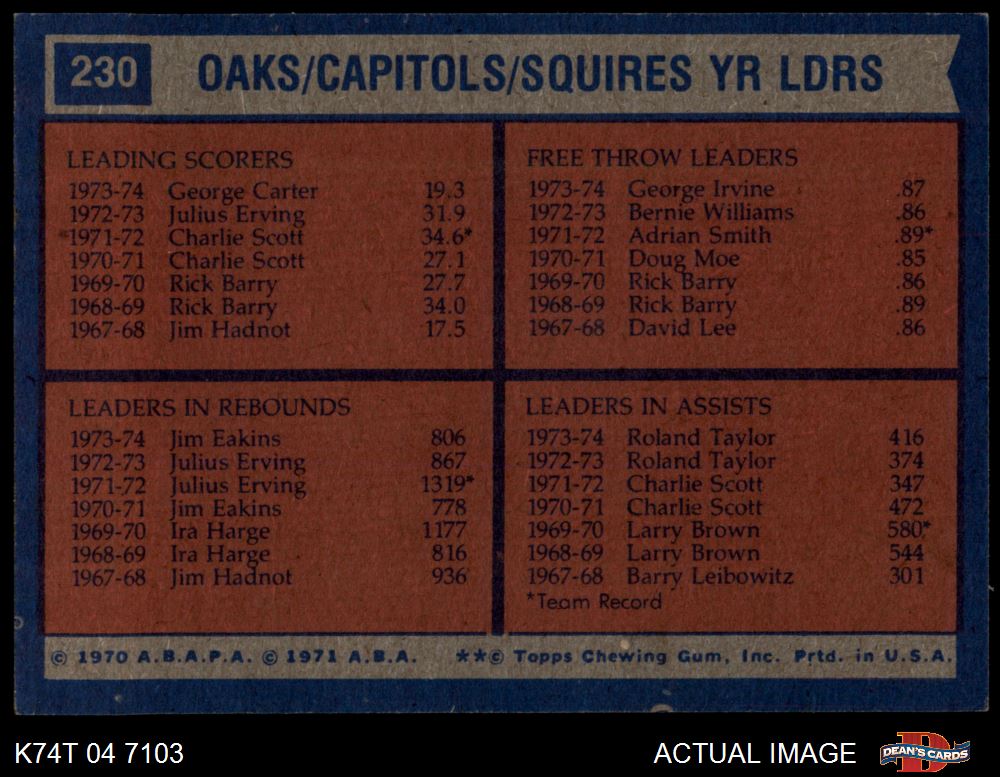 230 OAKS/CAPITOLS/SQUIRES YR LDRS
LEADING SCORERS
1973-74 George Carter 19.3
1972-73 Julius Erving 31.9
1971-72 Charlie Scott 34.6*
1970-71 Charlie Scott 27.1
1969-70 Rick Barry 27.7
1968-69 Rick Barry 34.0
1967-68 Jim Hadnot 17.5
FREE THROW LEADERS
1973-74 George Irvine .87
1972-73 Bernie Williams .86
1971-72 Adrian Smith .89*
1970-71 Doug Moe .85
1969-70 Rick Barry .86
1968-69 Rick Barry .89
1967-68 David Lee .86
LEADERS IN REBOUNDS
1973-74 Jim Eakins 806
1972-73 Julius Erving 867
1971-72 Julius Erving 1319*
1970-71 Jim Eakins 778
1969-70 Ira Harge 1177
1968-69 Ira Harge 816
1967-68 Jim Hadnot 936
LEADERS IN ASSISTS
1973-74 Roland Taylor 416
1972-73 Roland Taylor 374
1971-72 Charlie Scott 347
1970-71 Charlie Scott 472
1969-70 Larry Brown 580*
1968-69 Larry Brown 544
1967-68 Barry Leibowitz 301
*Team Record
© 1970 A.B.A.P.A. © 1971 A.B.A. **© Topps Chewing Gum, Inc. Prtd. in U.S.A.
K74T 04 7103 ACTUAL IMAGE DEAN'S CARDS